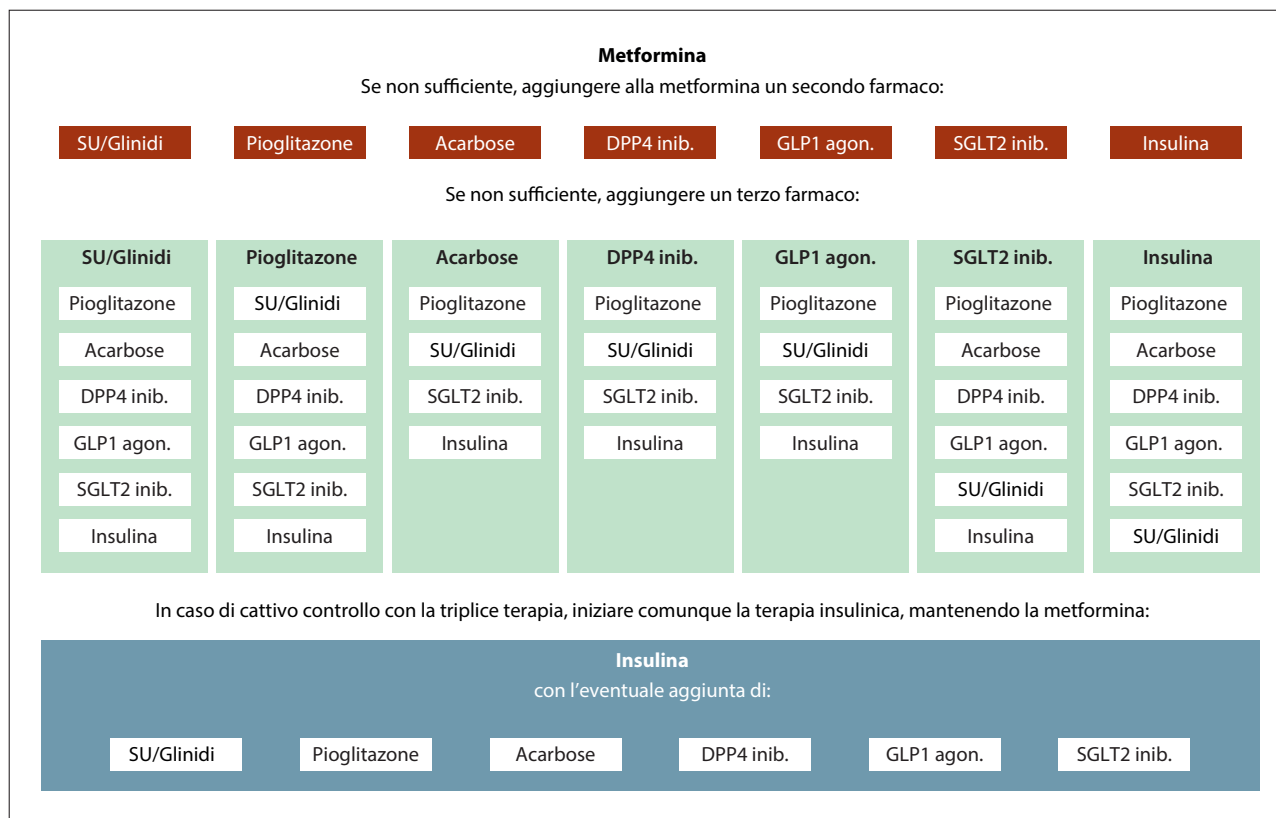 Metformina
Se non sufficiente, aggiungere alla metformina un secondo farmaco:
SU/Glinidi Pioglitazone Acarbose DPP4 inib. GLP1 agon. SGLT2 inib. Insulina
Se non sufficiente, aggiungere un terzo farmaco:
SU/Glinidi Pioglitazone Acarbose DPP4 inib. GLP1 agon. SGLT2 inib. Insulina
Pioglitazone SU/Glinidi Pioglitazone Pioglitazone Pioglitazone Pioglitazone Pioglitazone
Acarbose Acarbose SU/Glinidi SU/Glinidi SU/Glinidi Acarbose Acarbose
DPP4 inib. DPP4 inib. SGLT2 inib. SGLT2 inib. SGLT2 inib. DPP4 inib. DPP4 inib.
GLP1 agon. GLP1 agon. Insulina Insulina Insulina GLP1 agon. GLP1 agon.
SGLT2 inib. SGLT2 inib. SU/Glinidi SGLT2 inib.
Insulina Insulina Insulina SU/Glinidi
In caso di cattivo controllo con la triplice terapia, iniziare comunque la terapia insulinica, mantenendo la metformina:
Insulina
con l'eventuale aggiunta di:
SU/Glinidi Pioglitazone Acarbose DPP4 inib. GLP1 agon. SGLT2 inib.